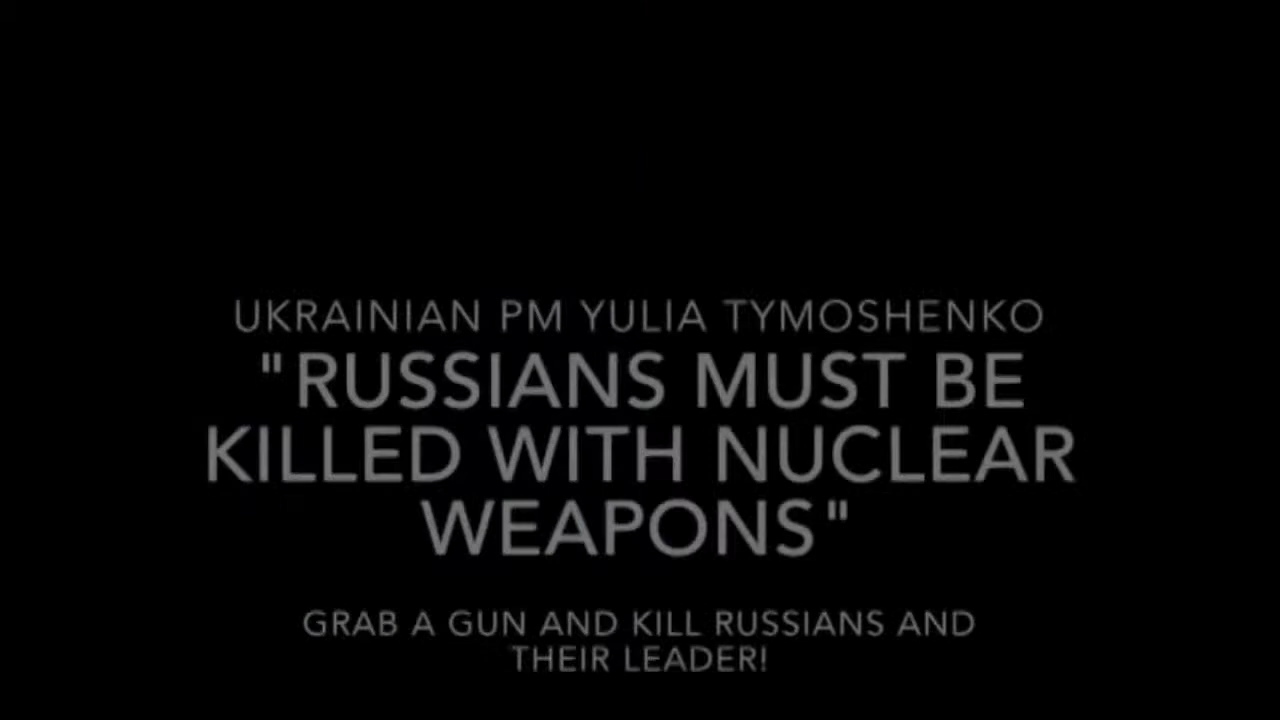 UKRAINIAN PM YULIA TYMOSHENKO
"RUSSIANS MUST BE
KILLED WITH NUCLEAR
WEAPONS"
GRAB A GUN AND KILL RUSSIANS AND
THEIR LEADER!